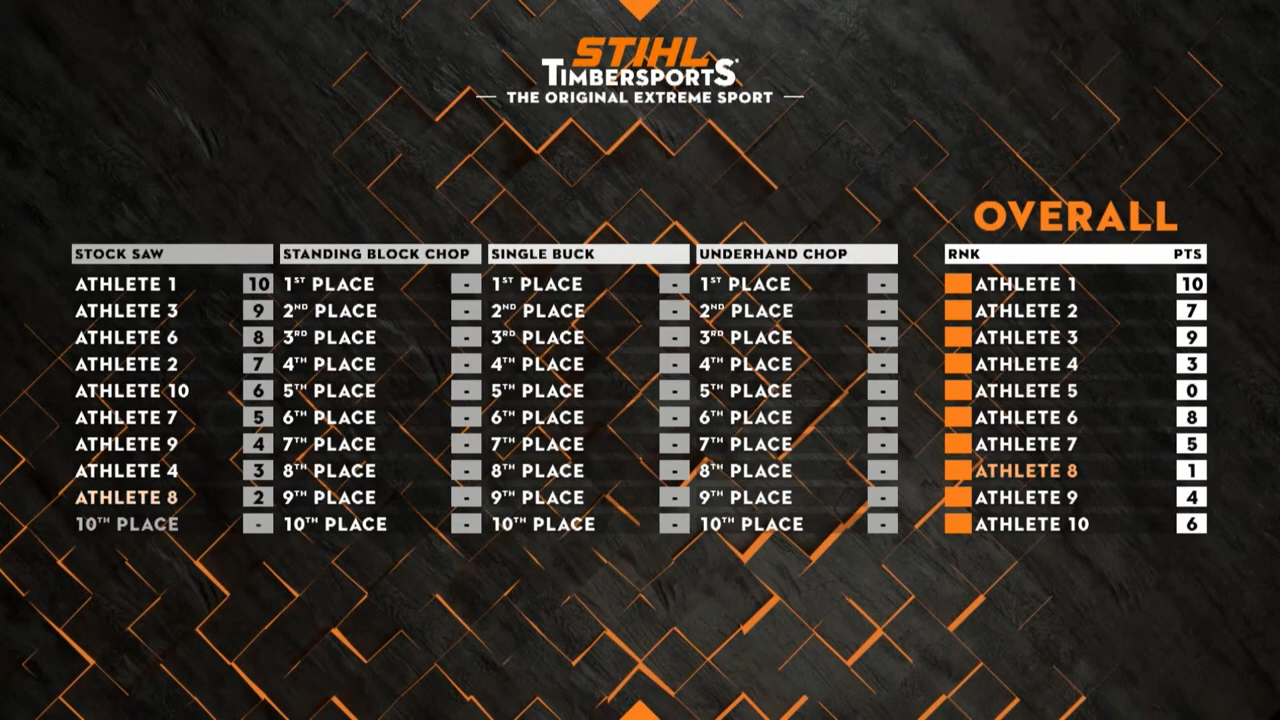 STIHL
TIMBERSPORTS®
THE ORIGINAL EXTREME SPORT
OVERALL
STOCK SAW STANDING BLOCK CHOP SINGLE BUCK UNDERHAND CHOP RNK PTS
ATHLETE 1 10 1ST PLACE - 1ST PLACE - 1ST PLACE - ATHLETE 1 10
ATHLETE 3 9 2ND PLACE - 2ND PLACE - 2ND PLACE - ATHLETE 2 7
ATHLETE 6 8 3RD PLACE - 3RD PLACE - 3RD PLACE - ATHLETE 3 9
ATHLETE 2 7 4TH PLACE - 4TH PLACE - 4TH PLACE - ATHLETE 4 3
ATHLETE 10 6 5TH PLACE - 5TH PLACE - 5TH PLACE - ATHLETE 5 0
ATHLETE 7 5 6TH PLACE - 6TH PLACE - 6TH PLACE - ATHLETE 6 8
ATHLETE 9 4 7TH PLACE - 7TH PLACE - 7TH PLACE - ATHLETE 7 5
ATHLETE 4 3 8TH PLACE - 8TH PLACE - 8TH PLACE - ATHLETE 8 1
ATHLETE 8 2 9TH PLACE - 9TH PLACE - 9TH PLACE - ATHLETE 9 4
10TH PLACE - 10TH PLACE - 10TH PLACE - 10TH PLACE - ATHLETE 10 6